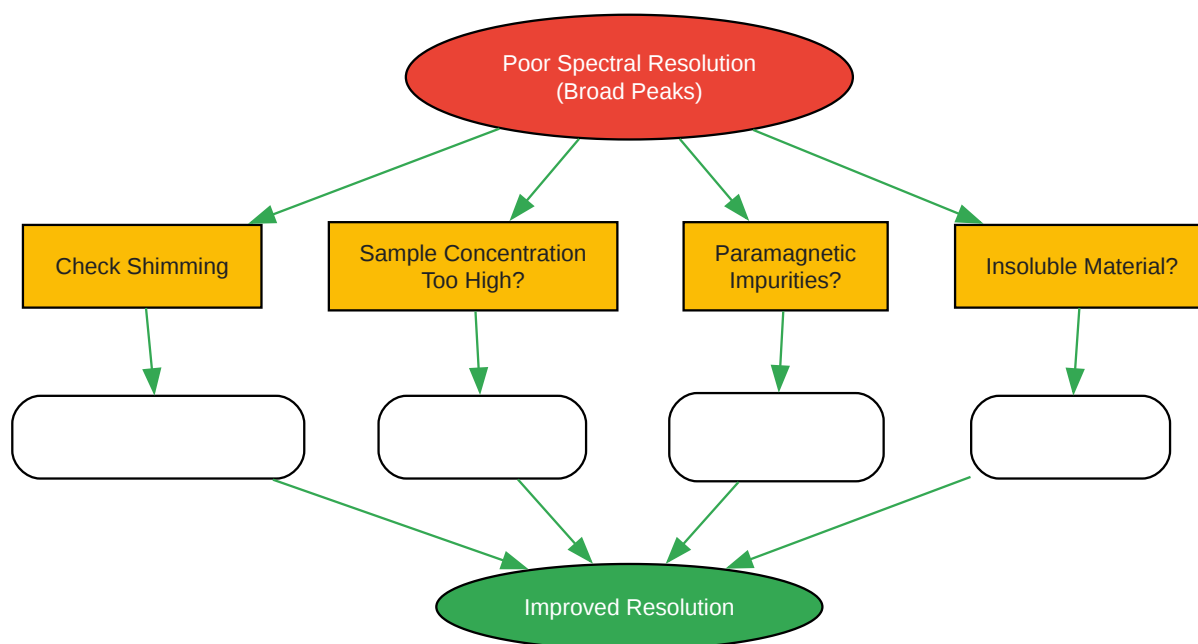 Poor Spectral Resolution
(Broad Peaks)
Check Shimming
Sample Concentration
Too High?
Paramagnetic
Impurities?
Insoluble Material?
Improved Resolution